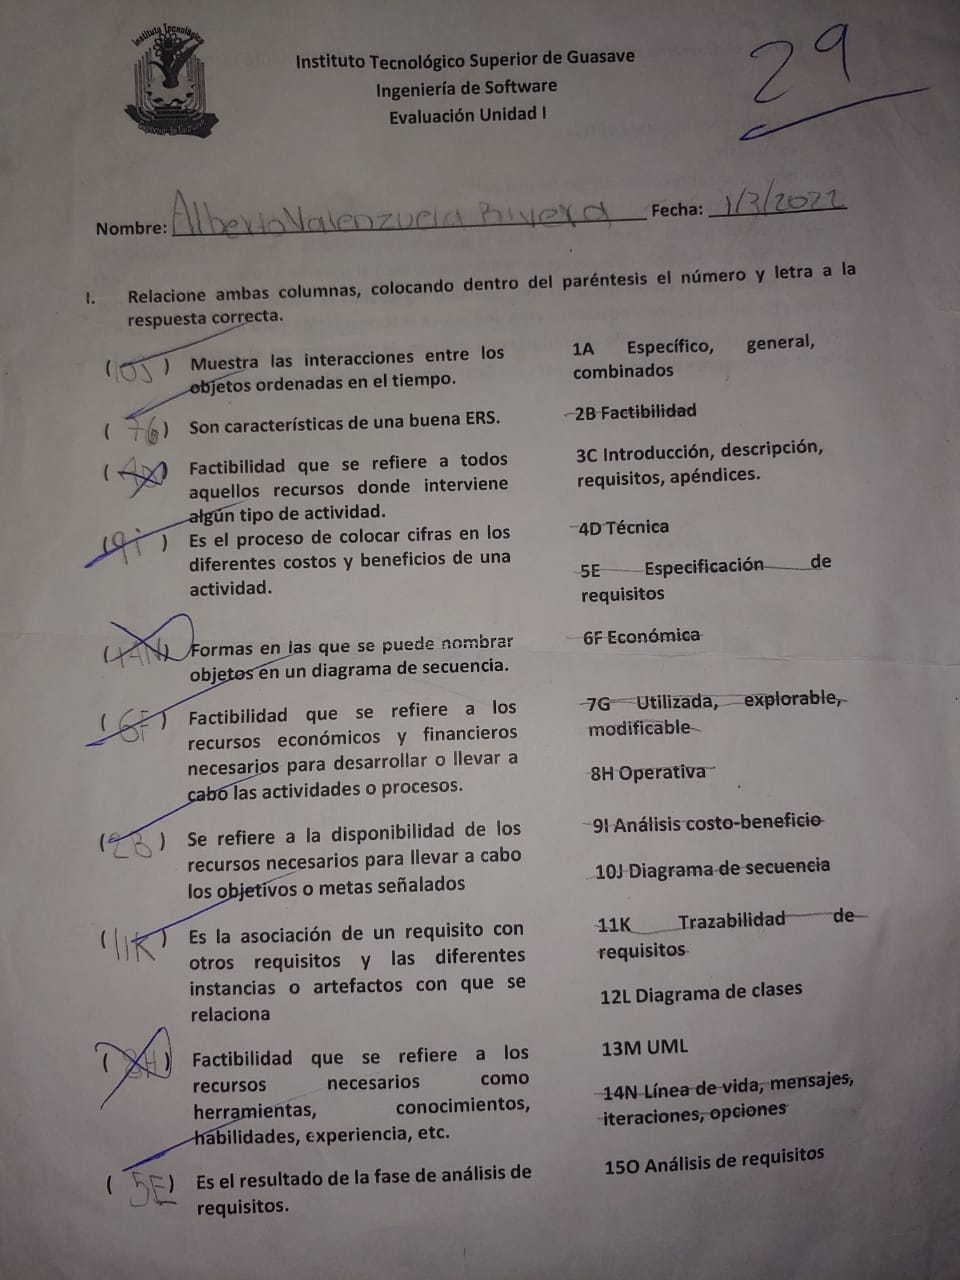 Instituto Tecnológico
Superior de Guasave
Instituto Tecnológico Superior de Guasave
Ingeniería de Software
Evaluación Unidad I
29
Nombre: Alberto Valenzuela Rivera Fecha: 1/3/2022
I. Relacione ambas columnas, colocando dentro del paréntesis el número y letra a la
respuesta correcta.
(10J) Muestra las interacciones entre los
objetos ordenadas en el tiempo.
(7G) Son características de una buena ERS.
(4D) Factibilidad que se refiere a todos
aquellos recursos donde interviene
algún tipo de actividad.
(9i) Es el proceso de colocar cifras en los
diferentes costos y beneficios de una
actividad.
(14N) Formas en las que se puede nombrar
objetos en un diagrama de secuencia.
(6F) Factibilidad que se refiere a los
recursos económicos y financieros
necesarios para desarrollar o llevar a
cabo las actividades o procesos.
(2B) Se refiere a la disponibilidad de los
recursos necesarios para llevar a cabo
los objetivos o metas señalados
(11K) Es la asociación de un requisito con
otros requisitos y las diferentes
instancias o artefactos con que se
relaciona
(8H) Factibilidad que se refiere a los
recursos necesarios como
herramientas, conocimientos,
habilidades, experiencia, etc.
(5E) Es el resultado de la fase de análisis de
requisitos.
1A Específico, general,
combinados
2B Factibilidad
3C Introducción, descripción,
requisitos, apéndices.
4D Técnica
5E Especificación de
requisitos
6F Económica
7G Utilizada, explorable,
modificable
8H Operativa
9I Análisis costo-beneficio
10J Diagrama de secuencia
11K Trazabilidad de
requisitos
12L Diagrama de clases
13M UML
14N Línea de vida, mensajes,
iteraciones, opciones
15O Análisis de requisitos